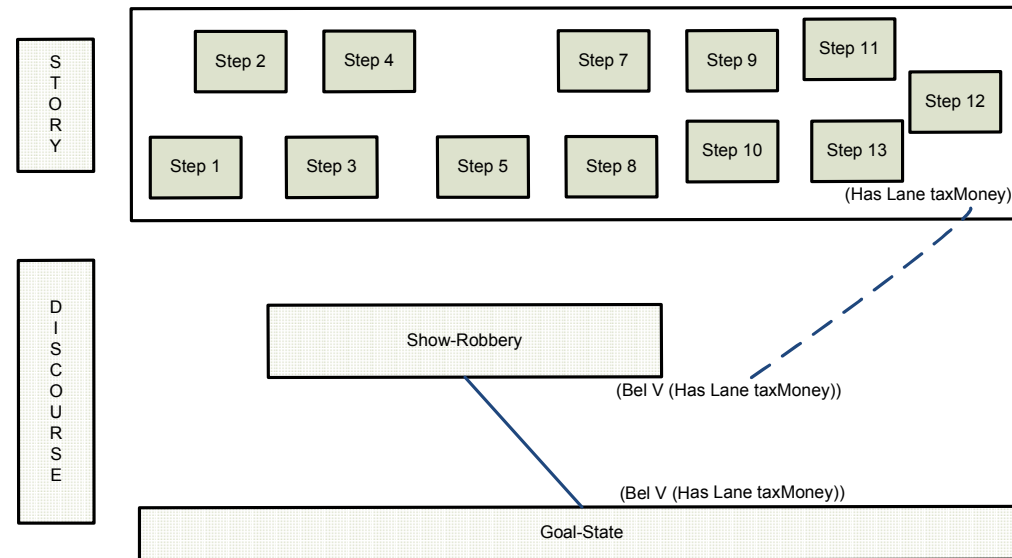 STORY
Step 2
Step 4
Step 7
Step 9
Step 11
Step 12
Step 1
Step 3
Step 5
Step 8
Step 10
Step 13
(Has Lane taxMoney)
DISCOURSE
Show-Robbery
(Bel V (Has Lane taxMoney))
(Bel V (Has Lane taxMoney))
Goal-State